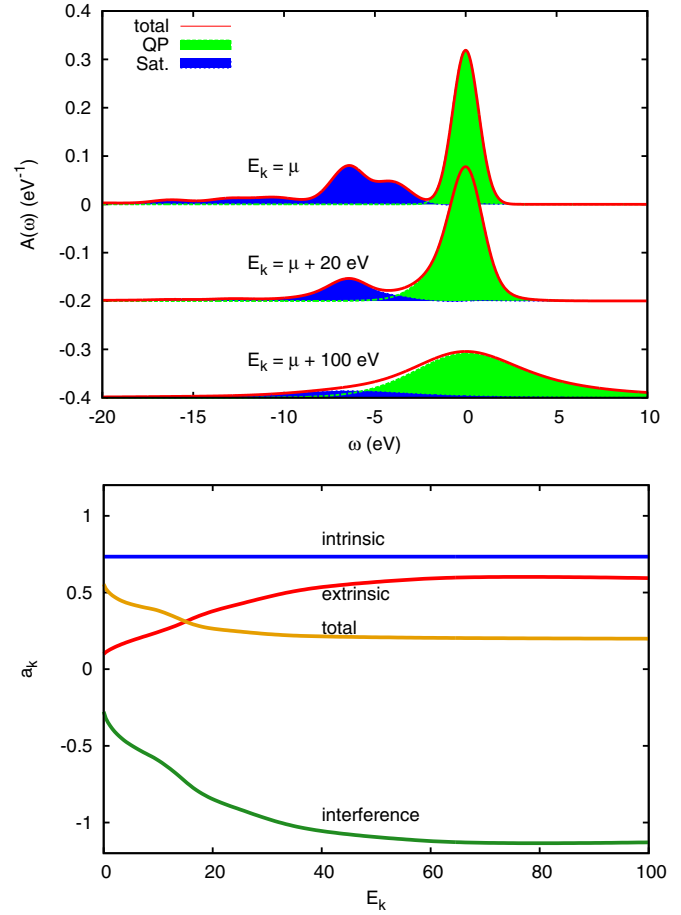 total
QP
Sat.
0.4
0.3
0.2
0.1
0
-0.1
-0.2
-0.3
-0.4
A(ω) (eV⁻¹)
E_k = μ
E_k = μ + 20 eV
E_k = μ + 100 eV
-20 -15 -10 -5 0 5 10
ω (eV)
1
0.5
0
-0.5
-1
a_k
intrinsic
extrinsic
total
interference
0 20 40 60 80 100
E_k